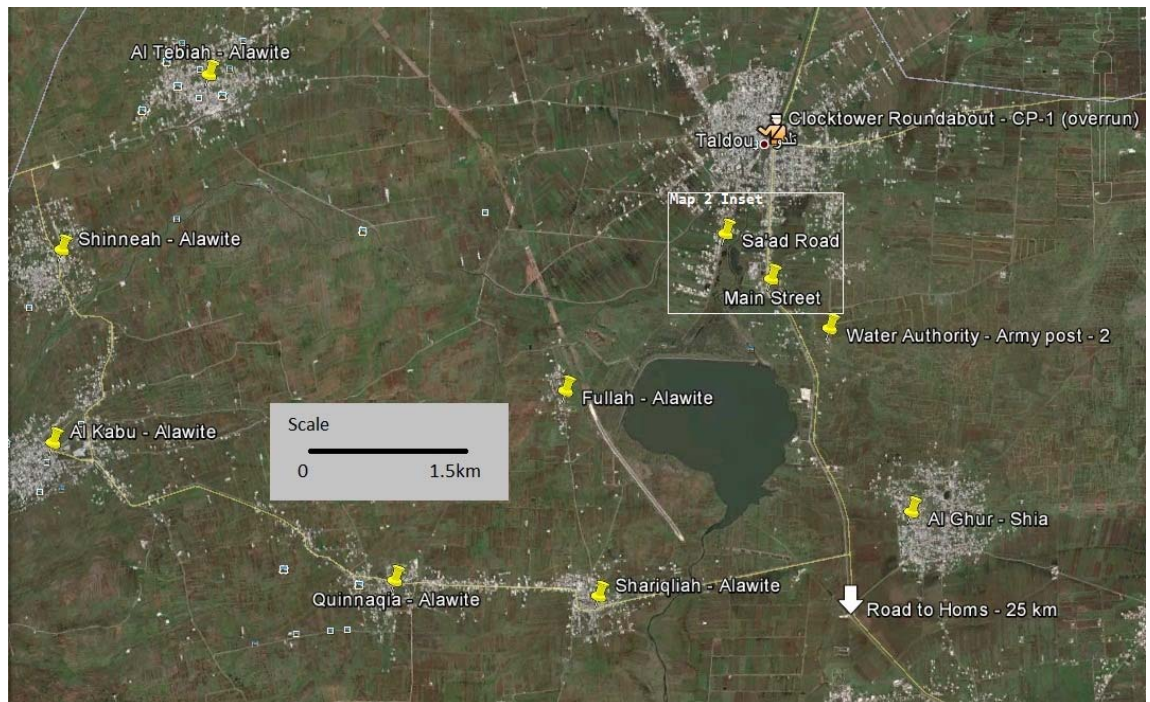 Al Tebiah - Alawite
Clocktower Roundabout - CP-1 (overrun)
Taldou
Map 2 Inset
Shinneah - Alawite
Sa'ad Road
Main Street
Water Authority - Army post - 2
Fullah - Alawite
Al Kabu - Alawite
Scale
0 1.5km
Al Ghur - Shia
Shariqliah - Alawite
Quinnaqia - Alawite
Road to Homs - 25 km